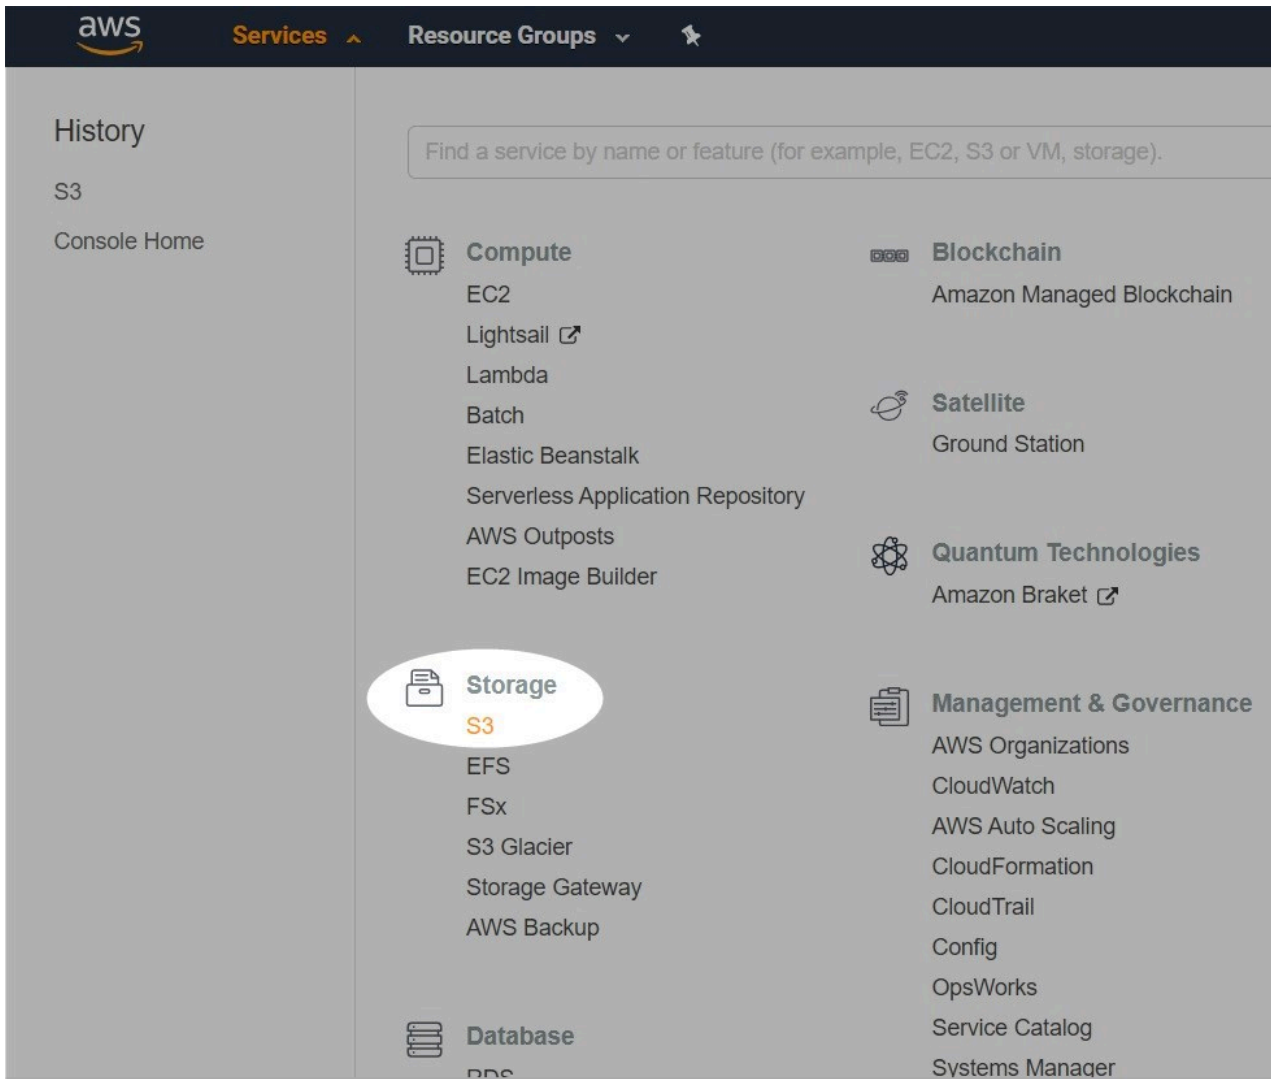 aws
Services
Resource Groups
History
S3
Console Home
Find a service by name or feature (for example, EC2, S3 or VM, storage).
Compute
EC2
Lightsail
Lambda
Batch
Elastic Beanstalk
Serverless Application Repository
AWS Outposts
EC2 Image Builder
Storage
S3
EFS
FSx
S3 Glacier
Storage Gateway
AWS Backup
Database
RDS
Blockchain
Amazon Managed Blockchain
Satellite
Ground Station
Quantum Technologies
Amazon Braket
Management & Governance
AWS Organizations
CloudWatch
AWS Auto Scaling
CloudFormation
CloudTrail
Config
OpsWorks
Service Catalog
Systems Manager